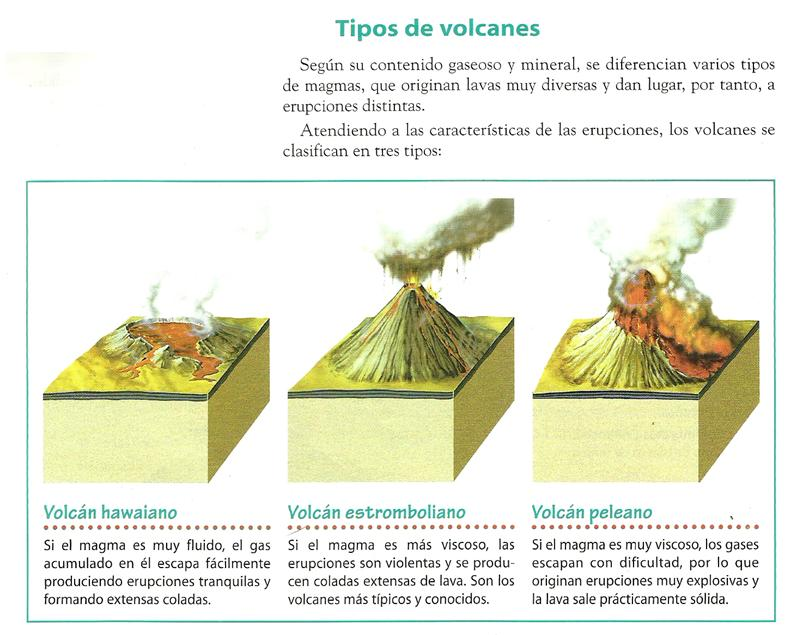 Tipos de volcanes
Según su contenido gaseoso y mineral, se diferencian varios tipos
de magmas, que originan lavas muy diversas y dan lugar, por tanto, a
erupciones distintas.
Atendiendo a las características de las erupciones, los volcanes se
clasifican en tres tipos:
Volcán hawaiano
Si el magma es muy fluido, el gas
acumulado en él escapa fácilmente
produciendo erupciones tranquilas y
formando extensas coladas.
Volcán estromboliano
Si el magma es más viscoso, las
erupciones son violentas y se produ-
cen coladas extensas de lava. Son los
volcanes más típicos y conocidos.
Volcán peleano
Si el magma es muy viscoso, los gases
escapan con dificultad, por lo que
originan erupciones muy explosivas y
la lava sale prácticamente sólida.